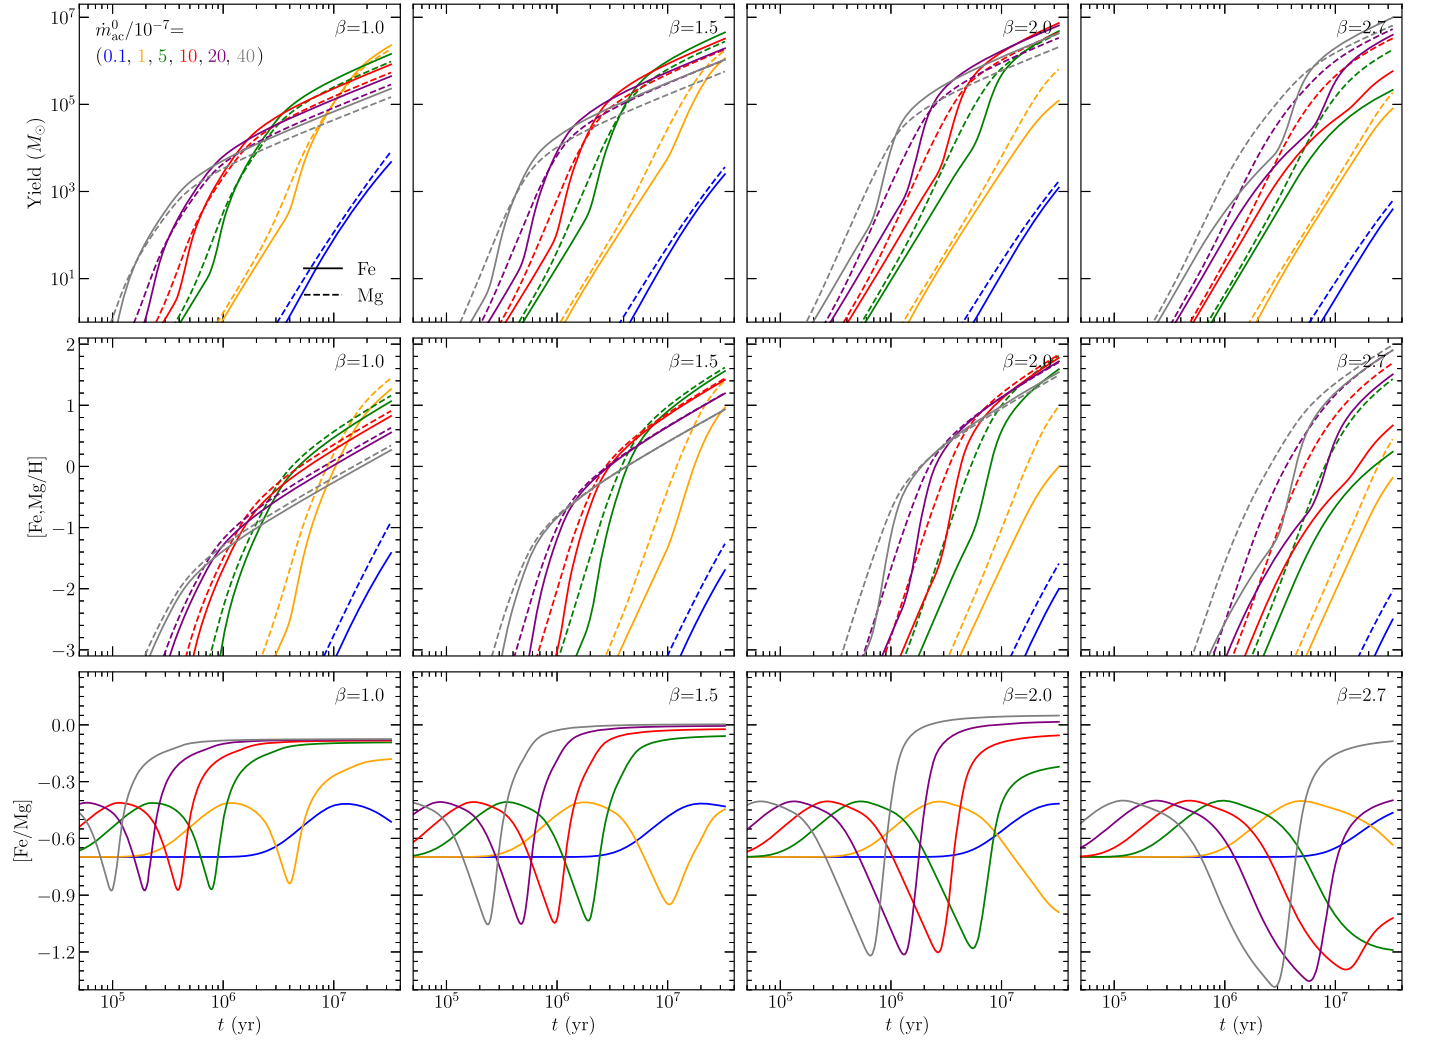 ṁ⁰ac/10⁻⁷=
(0.1, 1, 5, 10, 20, 40)
β=1.0
β=1.5
β=2.0
β=2.7
10⁷
10⁵
10³
10¹
Yield (M⊙)
Fe
Mg
β=1.0
β=1.5
β=2.0
β=2.7
2
1
0
−1
−2
−3
[Fe,Mg/H]
β=1.0
β=1.5
β=2.0
β=2.7
0.0
−0.3
−0.6
−0.9
−1.2
[Fe/Mg]
10⁵ 10⁶ 10⁷
10⁵ 10⁶ 10⁷
10⁵ 10⁶ 10⁷
10⁵ 10⁶ 10⁷
t (yr)
t (yr)
t (yr)
t (yr)